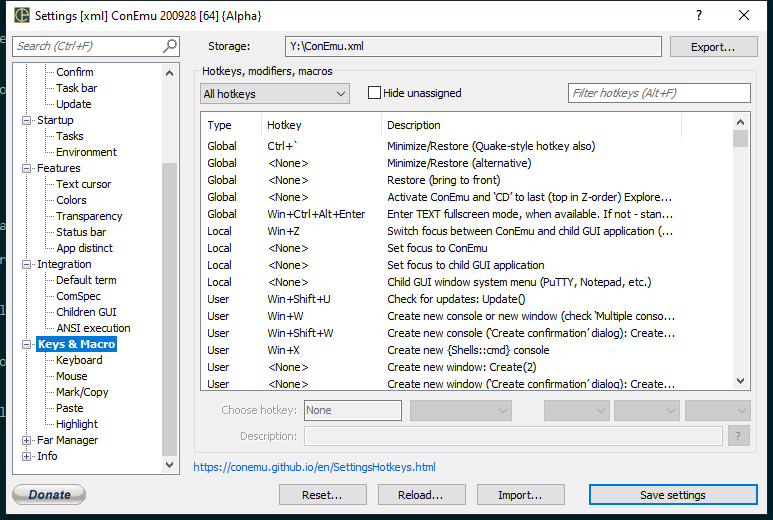 Settings [xml] ConEmu 200928 [64] {Alpha}
?
Search (Ctrl+F)
Storage:
Y:\ConEmu.xml
Export...
Confirm
Task bar
Update
Startup
Tasks
Environment
Features
Text cursor
Colors
Transparency
Status bar
App distinct
Integration
Default term
ComSpec
Children GUI
ANSI execution
Keys & Macro
Keyboard
Mouse
Mark/Copy
Paste
Highlight
Far Manager
Info
Hotkeys, modifiers, macros
All hotkeys
Hide unassigned
Filter hotkeys (Alt+F)
Type Hotkey Description
Global Ctrl+` Minimize/Restore (Quake-style hotkey also)
Global <None> Minimize/Restore (alternative)
Global <None> Restore (bring to front)
Global <None> Activate ConEmu and ‘CD’ to last (top in Z-order) Explore...
Global Win+Ctrl+Alt+Enter Enter TEXT fullscreen mode, when available. If not - stan...
Local Win+Z Switch focus between ConEmu and child GUI application (...
Local <None> Set focus to ConEmu
Local <None> Set focus to child GUI application
Local <None> Child GUI window system menu (PuTTY, Notepad, etc.)
User Win+Shift+U Check for updates: Update()
User Win+W Create new console or new window (check ‘Multiple conso...
User Win+Shift+W Create new console (‘Create confirmation’ dialog): Create...
User Win+X Create new {Shells::cmd} console
User <None> Create new window: Create(2)
User <None> Create new window (‘Create confirmation’ dialog): Create...
Choose hotkey: None
Description:
?
https://conemu.github.io/en/SettingsHotkeys.html
Donate
Reset...
Reload...
Import...
Save settings